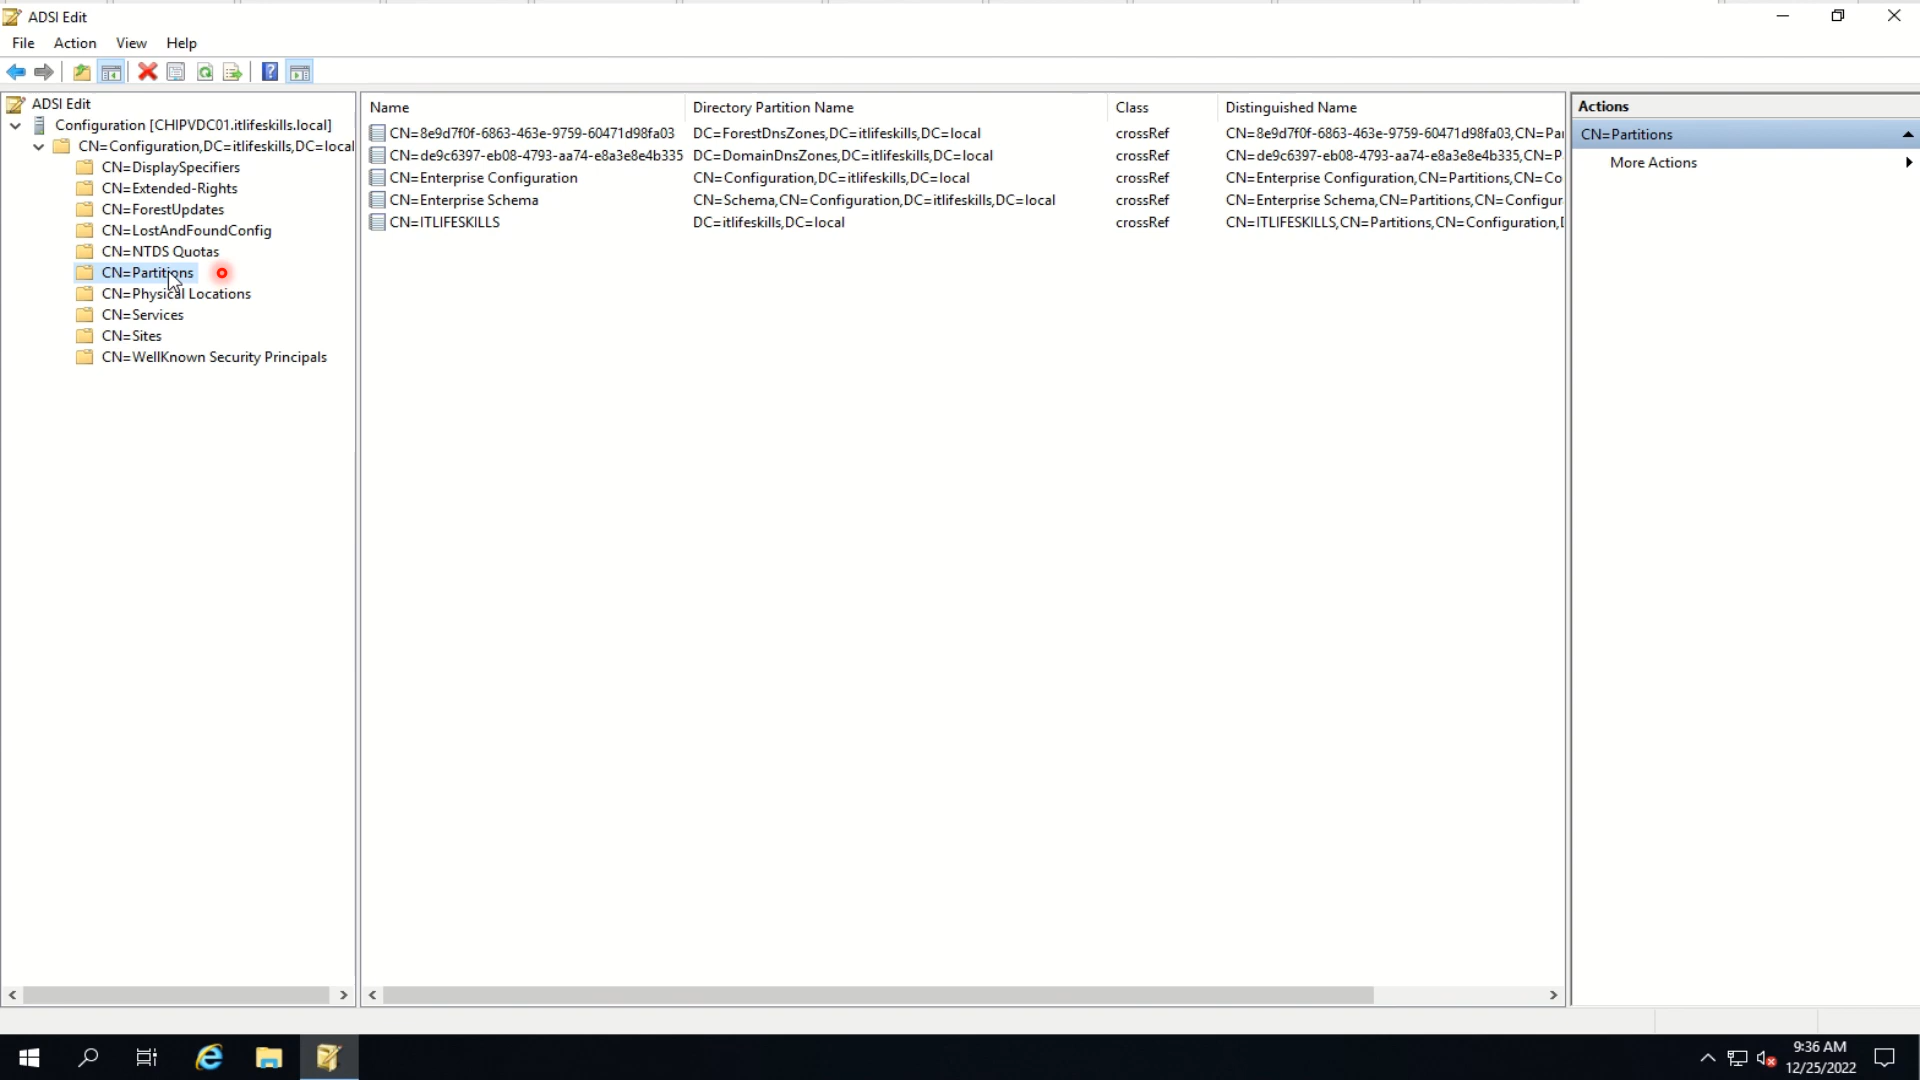 ADSI Edit
File Action View Help
ADSI Edit
Configuration [CHIPVDC01.itlifeskills.local]
CN=Configuration,DC=itlifeskills,DC=local
CN=DisplaySpecifiers
CN=Extended-Rights
CN=ForestUpdates
CN=LostAndFoundConfig
CN=NTDS Quotas
CN=Partitions
CN=Physical Locations
CN=Services
CN=Sites
CN=WellKnown Security Principals
Name Directory Partition Name Class Distinguished Name
CN=8e9d7f0f-6863-463e-9759-60471d98fa03 DC=ForestDnsZones,DC=itlifeskills,DC=local crossRef CN=8e9d7f0f-6863-463e-9759-60471d98fa03,CN=Par
CN=de9c6397-eb08-4793-aa74-e8a3e8e4b335 DC=DomainDnsZones,DC=itlifeskills,DC=local crossRef CN=de9c6397-eb08-4793-aa74-e8a3e8e4b335,CN=P
CN=Enterprise Configuration CN=Configuration,DC=itlifeskills,DC=local crossRef CN=Enterprise Configuration,CN=Partitions,CN=Co
CN=Enterprise Schema CN=Schema,CN=Configuration,DC=itlifeskills,DC=local crossRef CN=Enterprise Schema,CN=Partitions,CN=Configur
CN=ITLIFESKILLS DC=itlifeskills,DC=local crossRef CN=ITLIFESKILLS,CN=Partitions,CN=Configuration,
Actions
CN=Partitions
More Actions
9:36 AM
12/25/2022